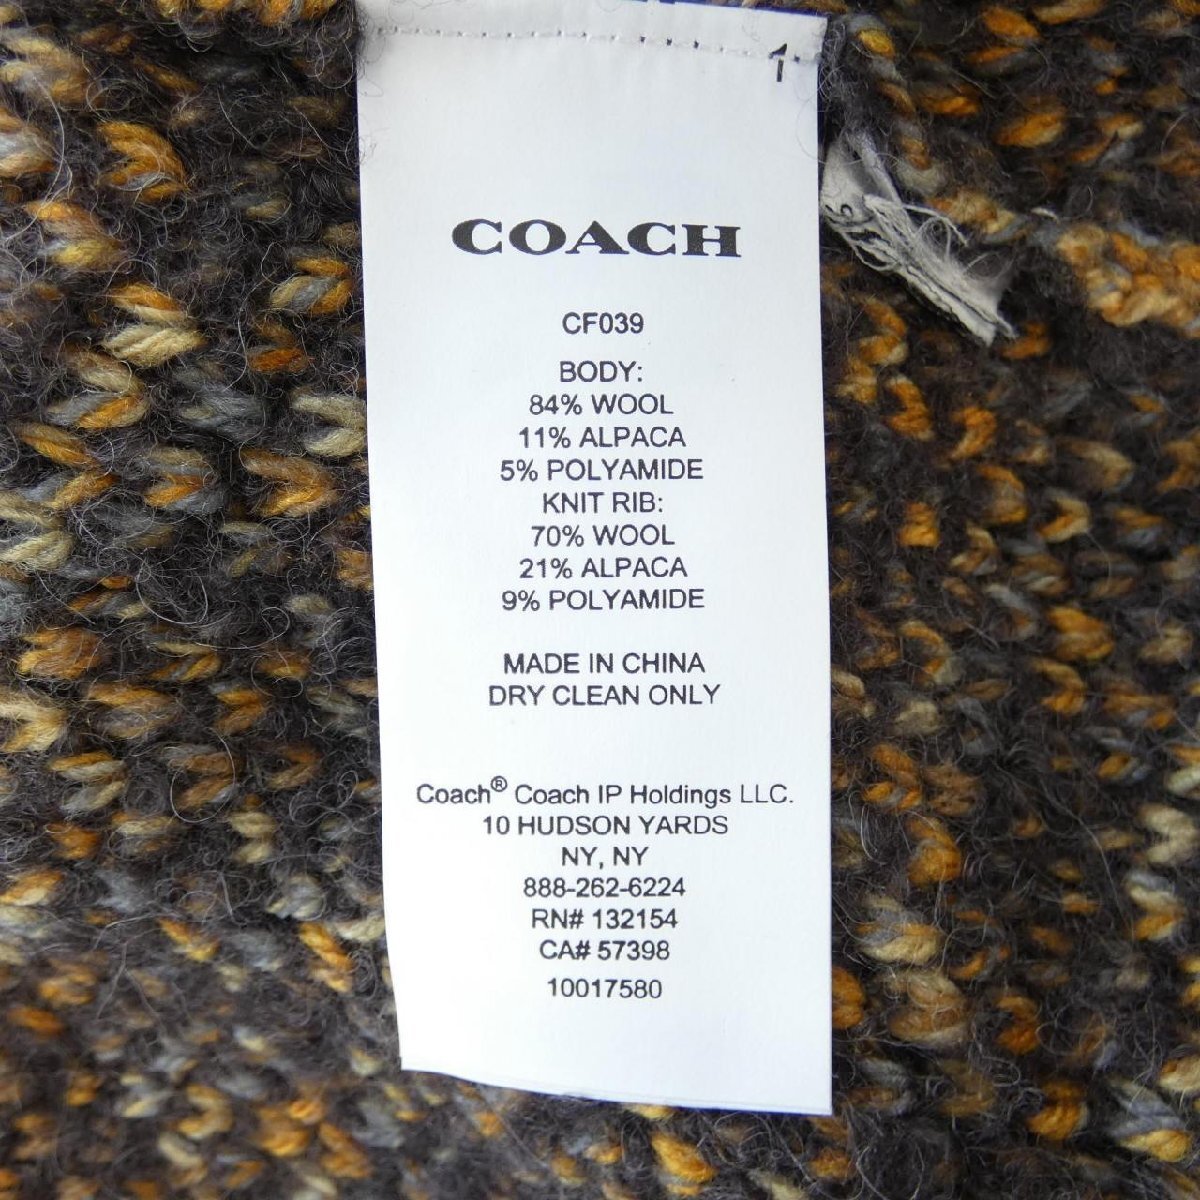 1
COACH
CF039
BODY:
84% WOOL
11% ALPACA
5% POLYAMIDE
KNIT RIB:
70% WOOL
21% ALPACA
9% POLYAMIDE
MADE IN CHINA
DRY CLEAN ONLY
Coach® Coach IP Holdings LLC.
10 HUDSON YARDS
NY, NY
888-262-6224
RN# 132154
CA# 57398
10017580